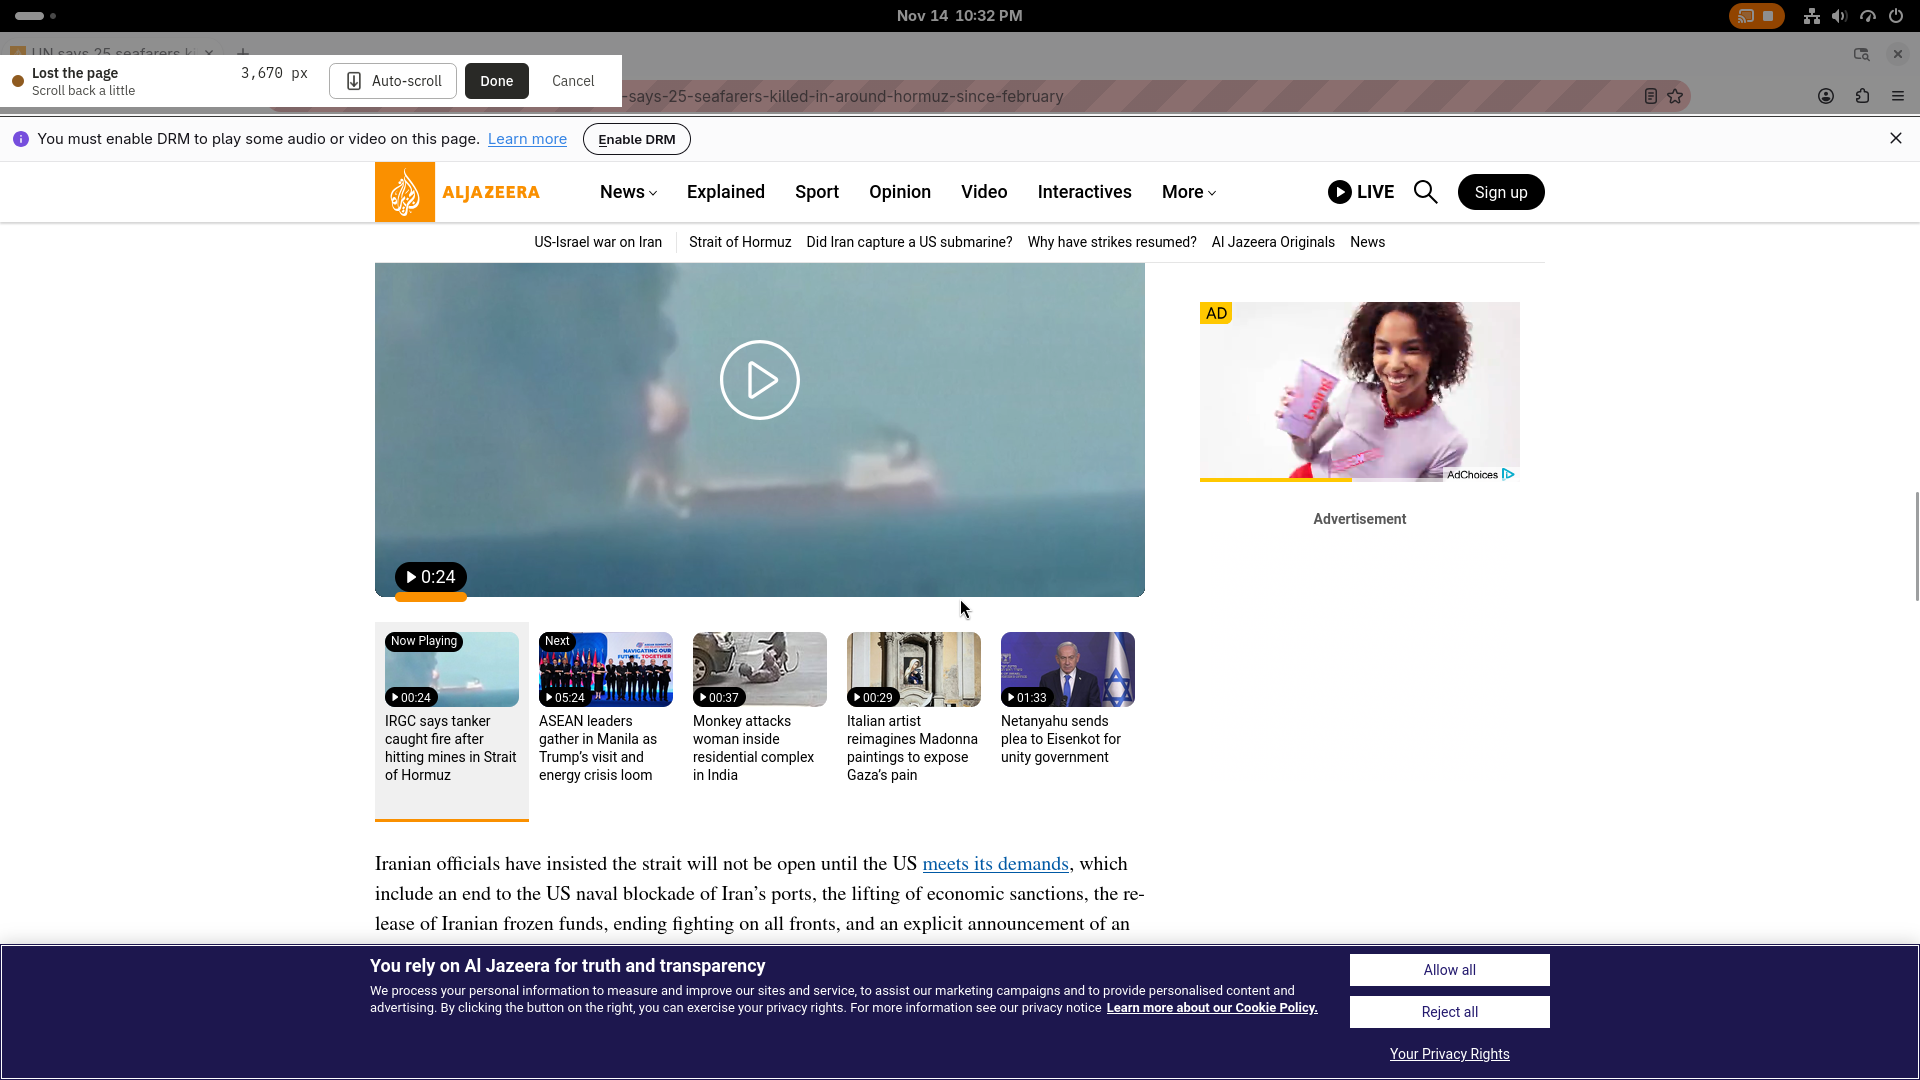 Nov 14 10:32 PM
UN says 25 seafarers ki
Lost the page
Scroll back a little
3,670 px
Auto-scroll
Done
Cancel
-says-25-seafarers-killed-in-around-hormuz-since-february
You must enable DRM to play some audio or video on this page. Learn more
Enable DRM
ALJAZEERA
News
Explained
Sport
Opinion
Video
Interactives
More
LIVE
Sign up
US-Israel war on Iran
Strait of Hormuz
Did Iran capture a US submarine?
Why have strikes resumed?
Al Jazeera Originals
News
0:24
AD
being
AdChoices
Advertisement
Now Playing
00:24
IRGC says tanker
caught fire after
hitting mines in Strait
of Hormuz
Next
NAVIGATING OUR
FUTURE, TOGETHER
05:24
ASEAN leaders
gather in Manila as
Trump’s visit and
energy crisis loom
00:37
Monkey attacks
woman inside
residential complex
in India
00:29
Italian artist
reimagines Madonna
paintings to expose
Gaza’s pain
01:33
Netanyahu sends
plea to Eisenkot for
unity government
Iranian officials have insisted the strait will not be open until the US meets its demands, which
include an end to the US naval blockade of Iran’s ports, the lifting of economic sanctions, the re-
lease of Iranian frozen funds, ending fighting on all fronts, and an explicit announcement of an
You rely on Al Jazeera for truth and transparency
We process your personal information to measure and improve our sites and service, to assist our marketing campaigns and to provide personalised content and
advertising. By clicking the button on the right, you can exercise your privacy rights. For more information see our privacy notice Learn more about our Cookie Policy.
Allow all
Reject all
Your Privacy Rights